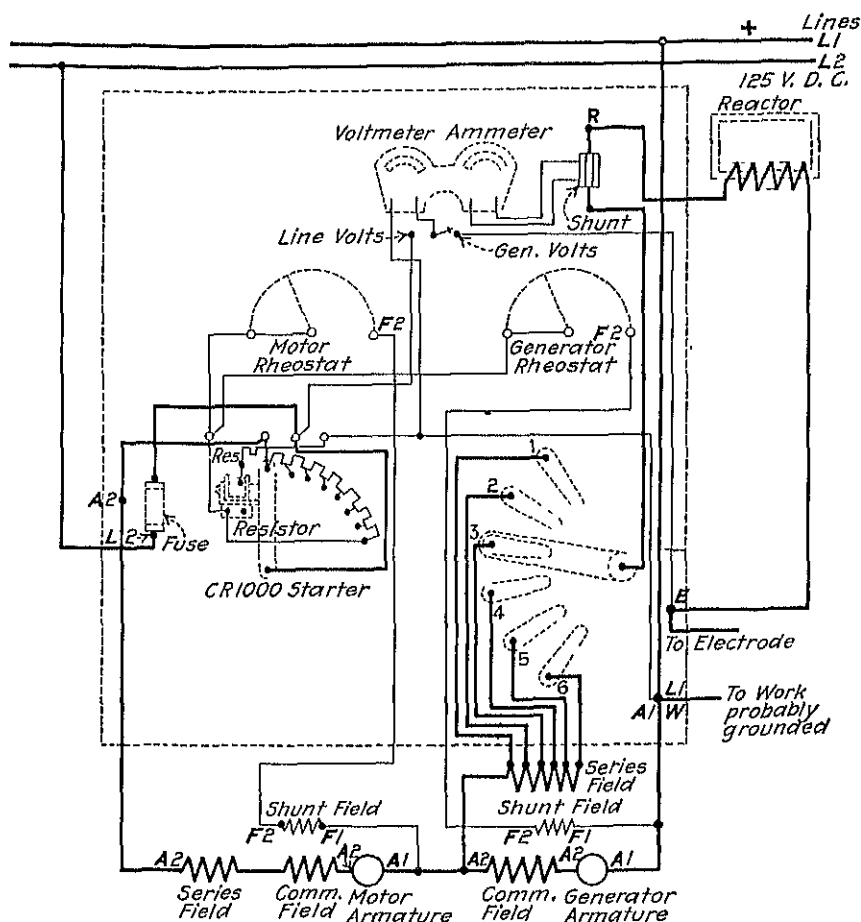 + Lines
L1
L2
125 V. D. C.
Reactor
R
Voltmeter Ammeter
Shunt
Line Volts
Gen. Volts
F2
Motor
Rheostat
F2
Generator
Rheostat
1
Res.
2
A2
3
L2
Fuse
Resistor
CR1000 Starter
4
E
To Electrode
5
6
L1
A1 W
To Work
probably
grounded
Series
Field
Shunt Field
F2 F1
Shunt Field
F2 F1
A2
A2
A1
A2
A2
A1
Series
Field
Comm.
Field
Motor
Armature
Comm.
Field
Generator
Armature